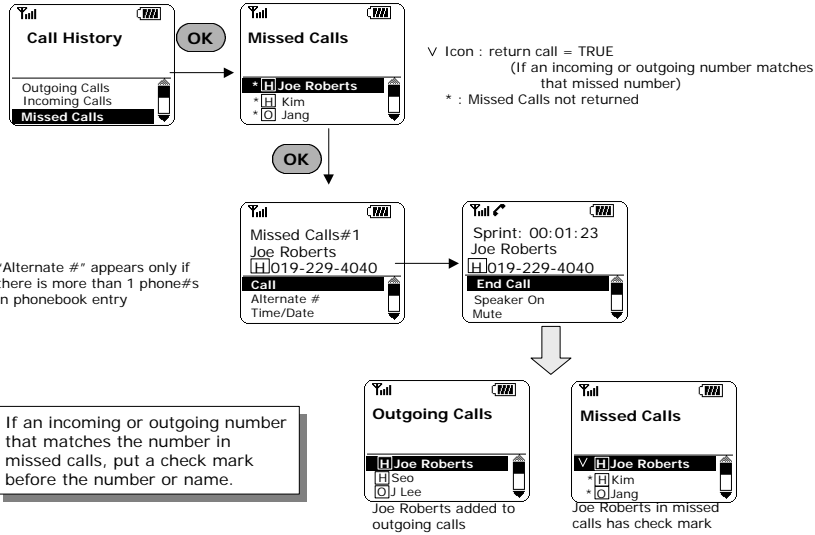 Call History
Outgoing Calls
Incoming Calls
Missed Calls
OK
Missed Calls
* H Joe Roberts
* H Kim
* O Jang
V Icon : return call = TRUE
(If an incoming or outgoing number matches
that missed number)
* : Missed Calls not returned
OK
"Alternate #" appears only if
there is more than 1 phone#s
in phonebook entry
Missed Calls#1
Joe Roberts
H 019-229-4040
Call
Alternate #
Time/Date
Sprint: 00:01:23
Joe Roberts
H 019-229-4040
End Call
Speaker On
Mute
If an incoming or outgoing number
that matches the number in
missed calls, put a check mark
before the number or name.
Outgoing Calls
H Joe Roberts
H Seo
O J Lee
Joe Roberts added to
outgoing calls
Missed Calls
V H Joe Roberts
* H Kim
* O Jang
Joe Roberts in missed
calls has check mark